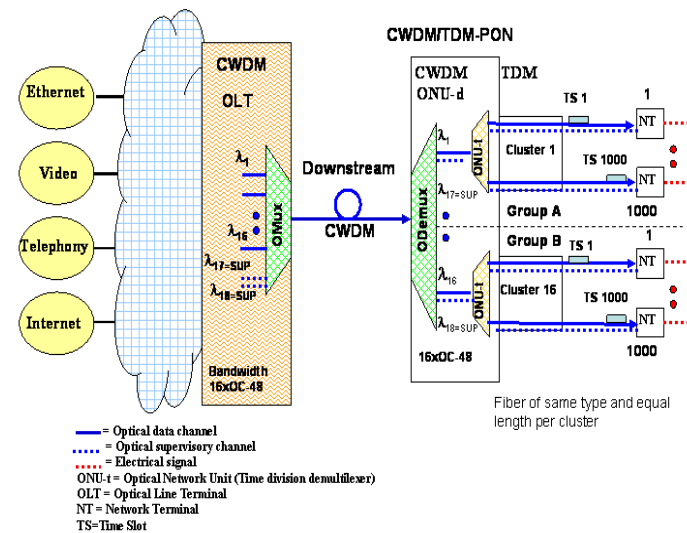 CWDM/TDM-PON
Ethernet
Video
Telephony
Internet
CWDM
OLT
λ1
λ16
λ17=SUP
λ18=SUP
OMux
Bandwidth
16xOC-48
Downstream
CWDM
CWDM
ONU-d
TDM
ODemux
λ1
λ17=SUP
λ16
λ18=SUP
16xOC-48
ONU-t
Cluster 1
TS 1
1
NT
TS 1000
NT
1000
Group A
Group B
ONU-t
Cluster 16
TS 1
1
NT
TS 1000
NT
1000
Fiber of same type and equal
length per cluster
= Optical data channel
= Optical supervisory channel
= Electrical signal
ONU-t = Optical Network Unit (Time division demultilexer)
OLT = Optical Line Terminal
NT = Network Terminal
TS=Time Slot